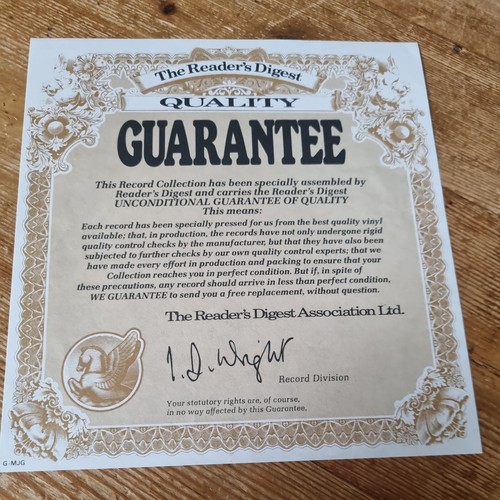 The Reader's Digest
QUALITY
GUARANTEE
This Record Collection has been specially assembled by
Reader's Digest and carries the Reader's Digest
UNCONDITIONAL GUARANTEE OF QUALITY
This means:
Each record has been specially pressed for us from the best quality vinyl
available; that, in production, the records have not only undergone rigid
quality control checks by the manufacturer, but that they have also been
subjected to further checks by our own quality control experts; that we
have made every effort in production and packing to ensure that your
Collection reaches you in perfect condition. But if, in spite of
these precautions, any record should arrive in less than perfect condition,
WE GUARANTEE to send you a free replacement, without question.
The Reader's Digest Association Ltd.
Wright
Record Division
Your statutory rights are, of course,
in no way affected by this Guarantee.
G-MJG